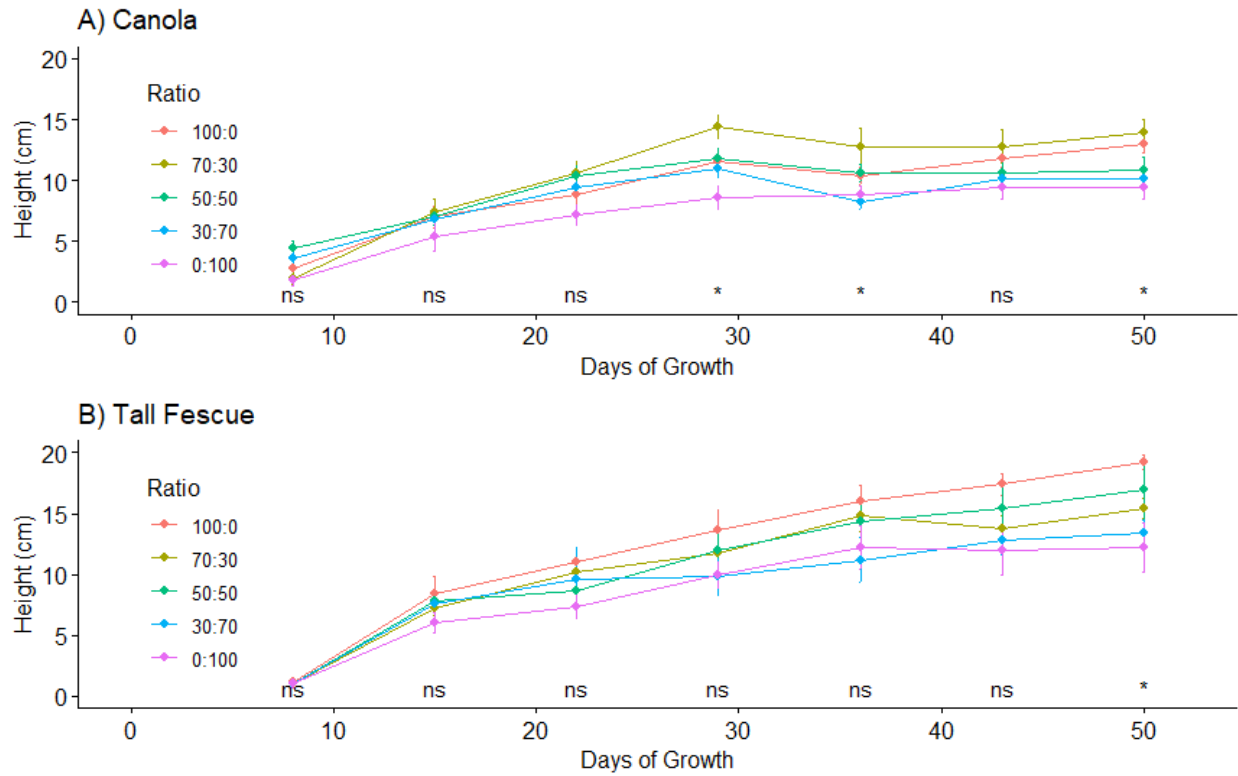 A) Canola
20
15
10
5
0
Height (cm)
Ratio
100:0
70:30
50:50
30:70
0:100
ns ns ns * * ns *
0 10 20 30 40 50
Days of Growth
B) Tall Fescue
20
15
10
5
0
Height (cm)
Ratio
100:0
70:30
50:50
30:70
0:100
ns ns ns ns ns ns *
0 10 20 30 40 50
Days of Growth